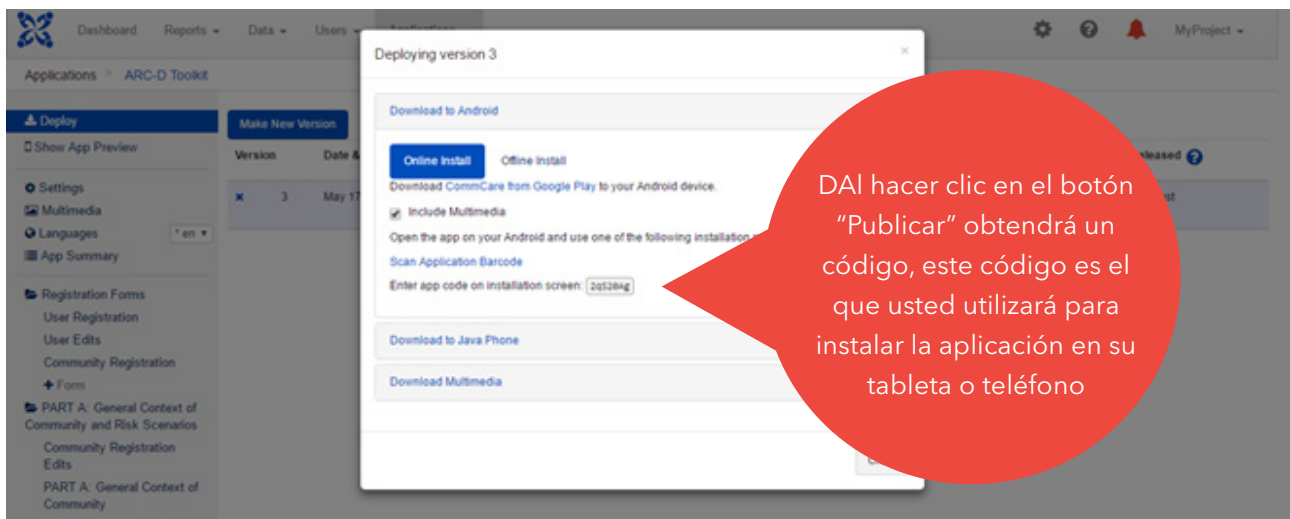 Dashboard Reports Data Users
MyProject
Applications > ARC-D Toolkit
Deploy
Show App Preview
Settings
Multimedia
Languages en
App Summary
Registration Forms
User Registration
User Edits
Community Registration
+ Form
PART A: General Context of
Community and Risk Scenarios
Community Registration
Edits
PART A: General Context of
Community
Make New Version
Version Date &
3 May 17
Deploying version 3
×
Download to Android
Online Install Offline Install
Download CommCare from Google Play to your Android device.
Include Multimedia
Open the app on your Android and use one of the following installation
Scan Application Barcode
Enter app code on installation screen: 2qS28Ag
Download to Java Phone
Download Multimedia
DAl hacer clic en el botón
"Publicar" obtendrá un
código, este código es el
que usted utilizará para
instalar la aplicación en su
tableta o teléfono